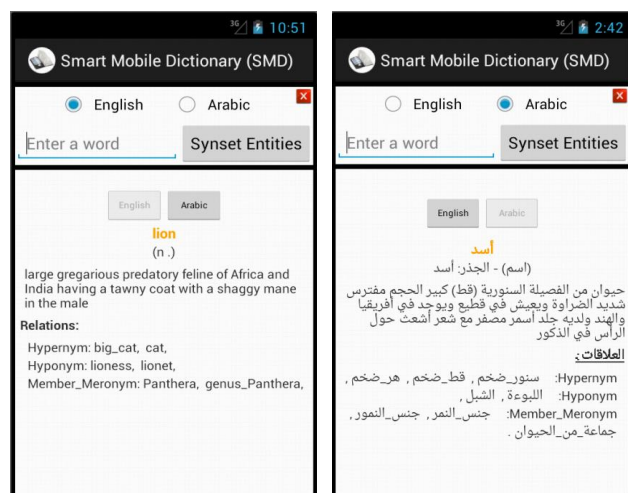 3G 10:51
Smart Mobile Dictionary (SMD)
English Arabic X
Enter a word Synset Entities
English Arabic
lion
(n .)
large gregarious predatory feline of Africa and
India having a tawny coat with a shaggy mane
in the male
Relations:
Hypernym: big_cat, cat,
Hyponym: lioness, lionet,
Member_Meronym: Panthera, genus_Panthera,
3G 2:42
Smart Mobile Dictionary (SMD)
English Arabic X
Enter a word Synset Entities
English Arabic
أسد
(اسم) - الجذر: أسد
حيوان من الفصيلة السنورية (قط) كبير الحجم مفترس
شديد الضراوة ويعيش في قطيع ويوجد في أفريقيا
والهند ولديه جلد أسمر مصفر مع شعر أشعث حول
الرأس في الذكور
العلاقات:
Hypernym: سنور_ضخم , قط_ضخم , هر_ضخم ,
Hyponym: اللبوءة , الشبل ,
Member_Meronym: جنس_النمر , جنس_النمور ,
جماعة_من_الحيوان .